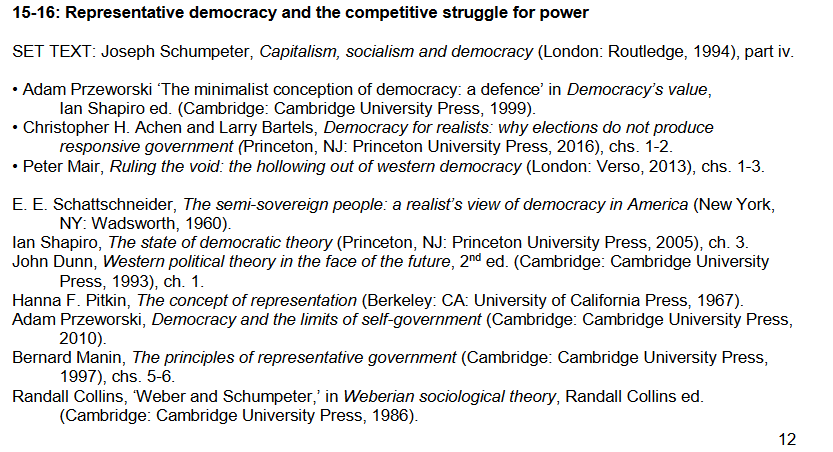 15-16: Representative democracy and the competitive struggle for power
SET TEXT: Joseph Schumpeter, Capitalism, socialism and democracy (London: Routledge, 1994), part iv.
• Adam Przeworski ‘The minimalist conception of democracy: a defence’ in Democracy’s value,
Ian Shapiro ed. (Cambridge: Cambridge University Press, 1999).
• Christopher H. Achen and Larry Bartels, Democracy for realists: why elections do not produce
responsive government (Princeton, NJ: Princeton University Press, 2016), chs. 1-2.
• Peter Mair, Ruling the void: the hollowing out of western democracy (London: Verso, 2013), chs. 1-3.
E. E. Schattschneider, The semi-sovereign people: a realist’s view of democracy in America (New York,
NY: Wadsworth, 1960).
Ian Shapiro, The state of democratic theory (Princeton, NJ: Princeton University Press, 2005), ch. 3.
John Dunn, Western political theory in the face of the future, 2nd ed. (Cambridge: Cambridge University
Press, 1993), ch. 1.
Hanna F. Pitkin, The concept of representation (Berkeley: CA: University of California Press, 1967).
Adam Przeworski, Democracy and the limits of self-government (Cambridge: Cambridge University Press,
2010).
Bernard Manin, The principles of representative government (Cambridge: Cambridge University Press,
1997), chs. 5-6.
Randall Collins, ‘Weber and Schumpeter,’ in Weberian sociological theory, Randall Collins ed.
(Cambridge: Cambridge University Press, 1986).
12